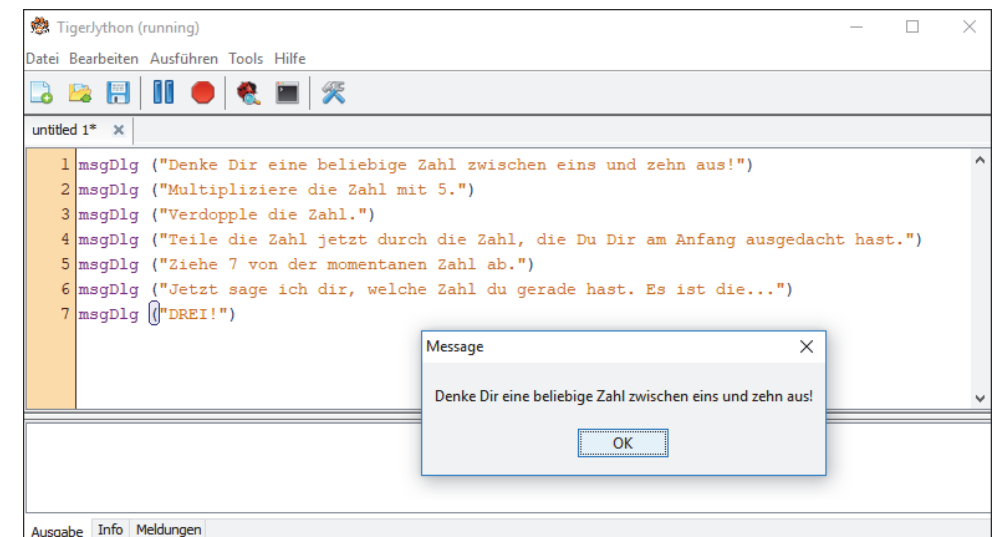 TigerJython (running)
Datei Bearbeiten Ausführen Tools Hilfe
untitled 1*
1 msgDlg ("Denke Dir eine beliebige Zahl zwischen eins und zehn aus!")
2 msgDlg ("Multipliziere die Zahl mit 5.")
3 msgDlg ("Verdopple die Zahl.")
4 msgDlg ("Teile die Zahl jetzt durch die Zahl, die Du Dir am Anfang ausgedacht hast.")
5 msgDlg ("Ziehe 7 von der momentanen Zahl ab.")
6 msgDlg ("Jetzt sage ich dir, welche Zahl du gerade hast. Es ist die...")
7 msgDlg ("DREI!")
Message
Denke Dir eine beliebige Zahl zwischen eins und zehn aus!
OK
Ausgabe Info Meldungen